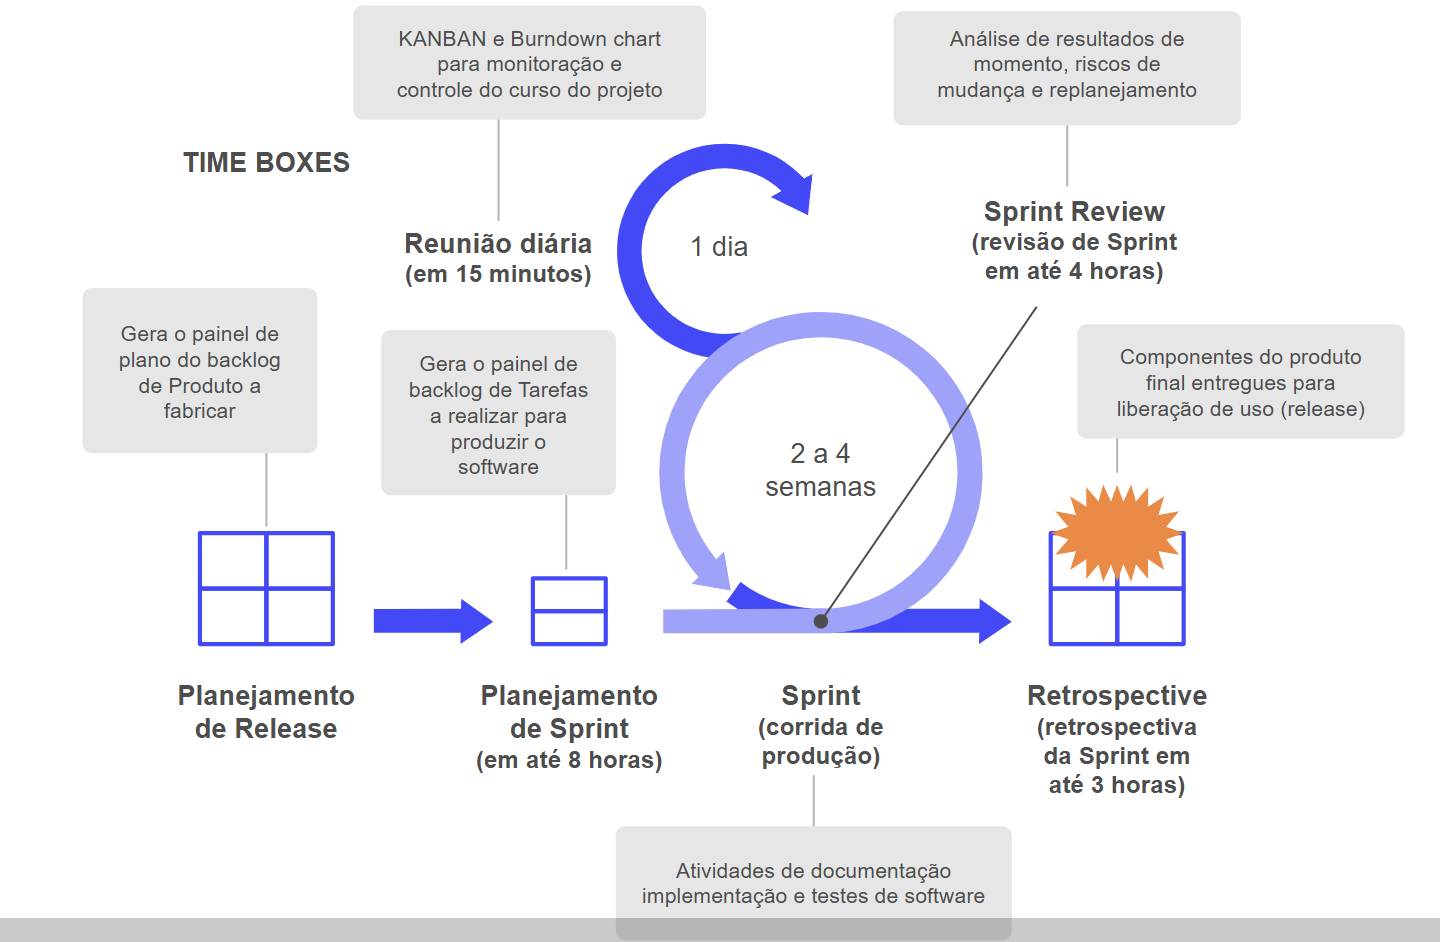 KANBAN e Burndown chart
para monitoração e
controle do curso do projeto
Análise de resultados de
momento, riscos de
mudança e replanejamento
TIME BOXES
Reunião diária
(em 15 minutos)
1 dia
Sprint Review
(revisão de Sprint
em até 4 horas)
Gera o painel de
plano do backlog
de Produto a
fabricar
Gera o painel de
backlog de Tarefas
a realizar para
produzir o
software
2 a 4
semanas
Componentes do produto
final entregues para
liberação de uso (release)
Planejamento
de Release
Planejamento
de Sprint
(em até 8 horas)
Sprint
(corrida de
produção)
Retrospective
(retrospectiva
da Sprint em
até 3 horas)
Atividades de documentação
implementação e testes de software